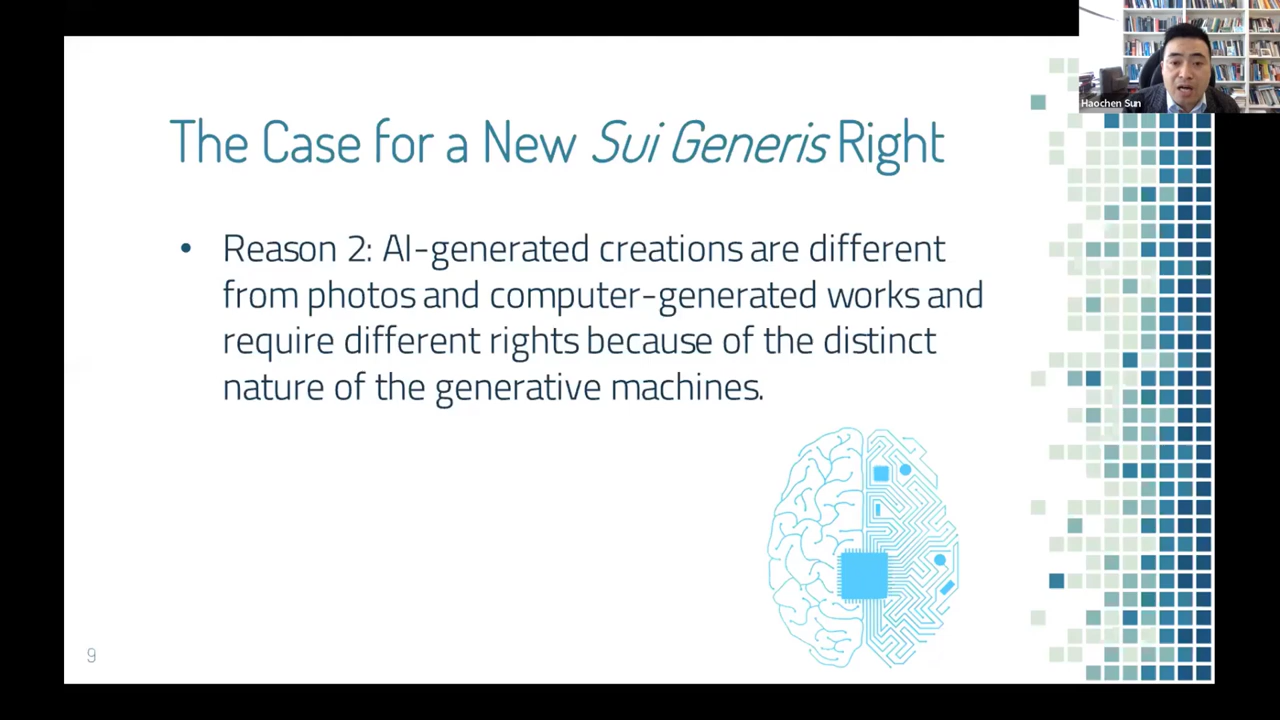 Haochen Sun
The Case for a New Sui Generis Right
• Reason 2: AI-generated creations are different
from photos and computer-generated works and
require different rights because of the distinct
nature of the generative machines.
9